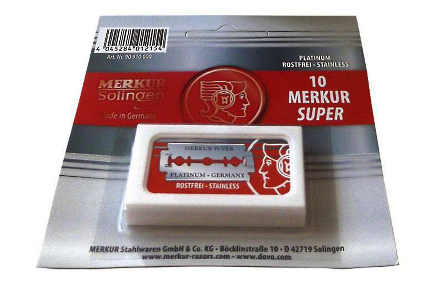 4 045284 012154
Art. Nr. 90 910 000
MERKUR
Solingen
Made in Germany
PLATINUM
ROSTFREI - STAINLESS
10
MERKUR
SUPER
MERKUR SUPER
PLATINUM - GERMANY
ROSTFREI - STAINLESS
MERKUR Stahlwaren GmbH & Co. KG - Böcklinstraße 10 - D 42719 Solingen
www.merkur-razors.com - www.dovo.com